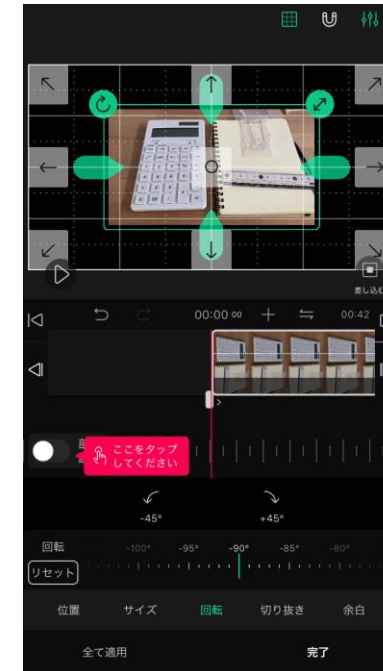 差し込む
00:00 00
00:42
ここをタップ
してください
-45°
+45°
回転
-100°
-95°
-90°
-85°
-80°
リセット
位置
サイズ
回転
切り抜き
余白
全て適用
完了